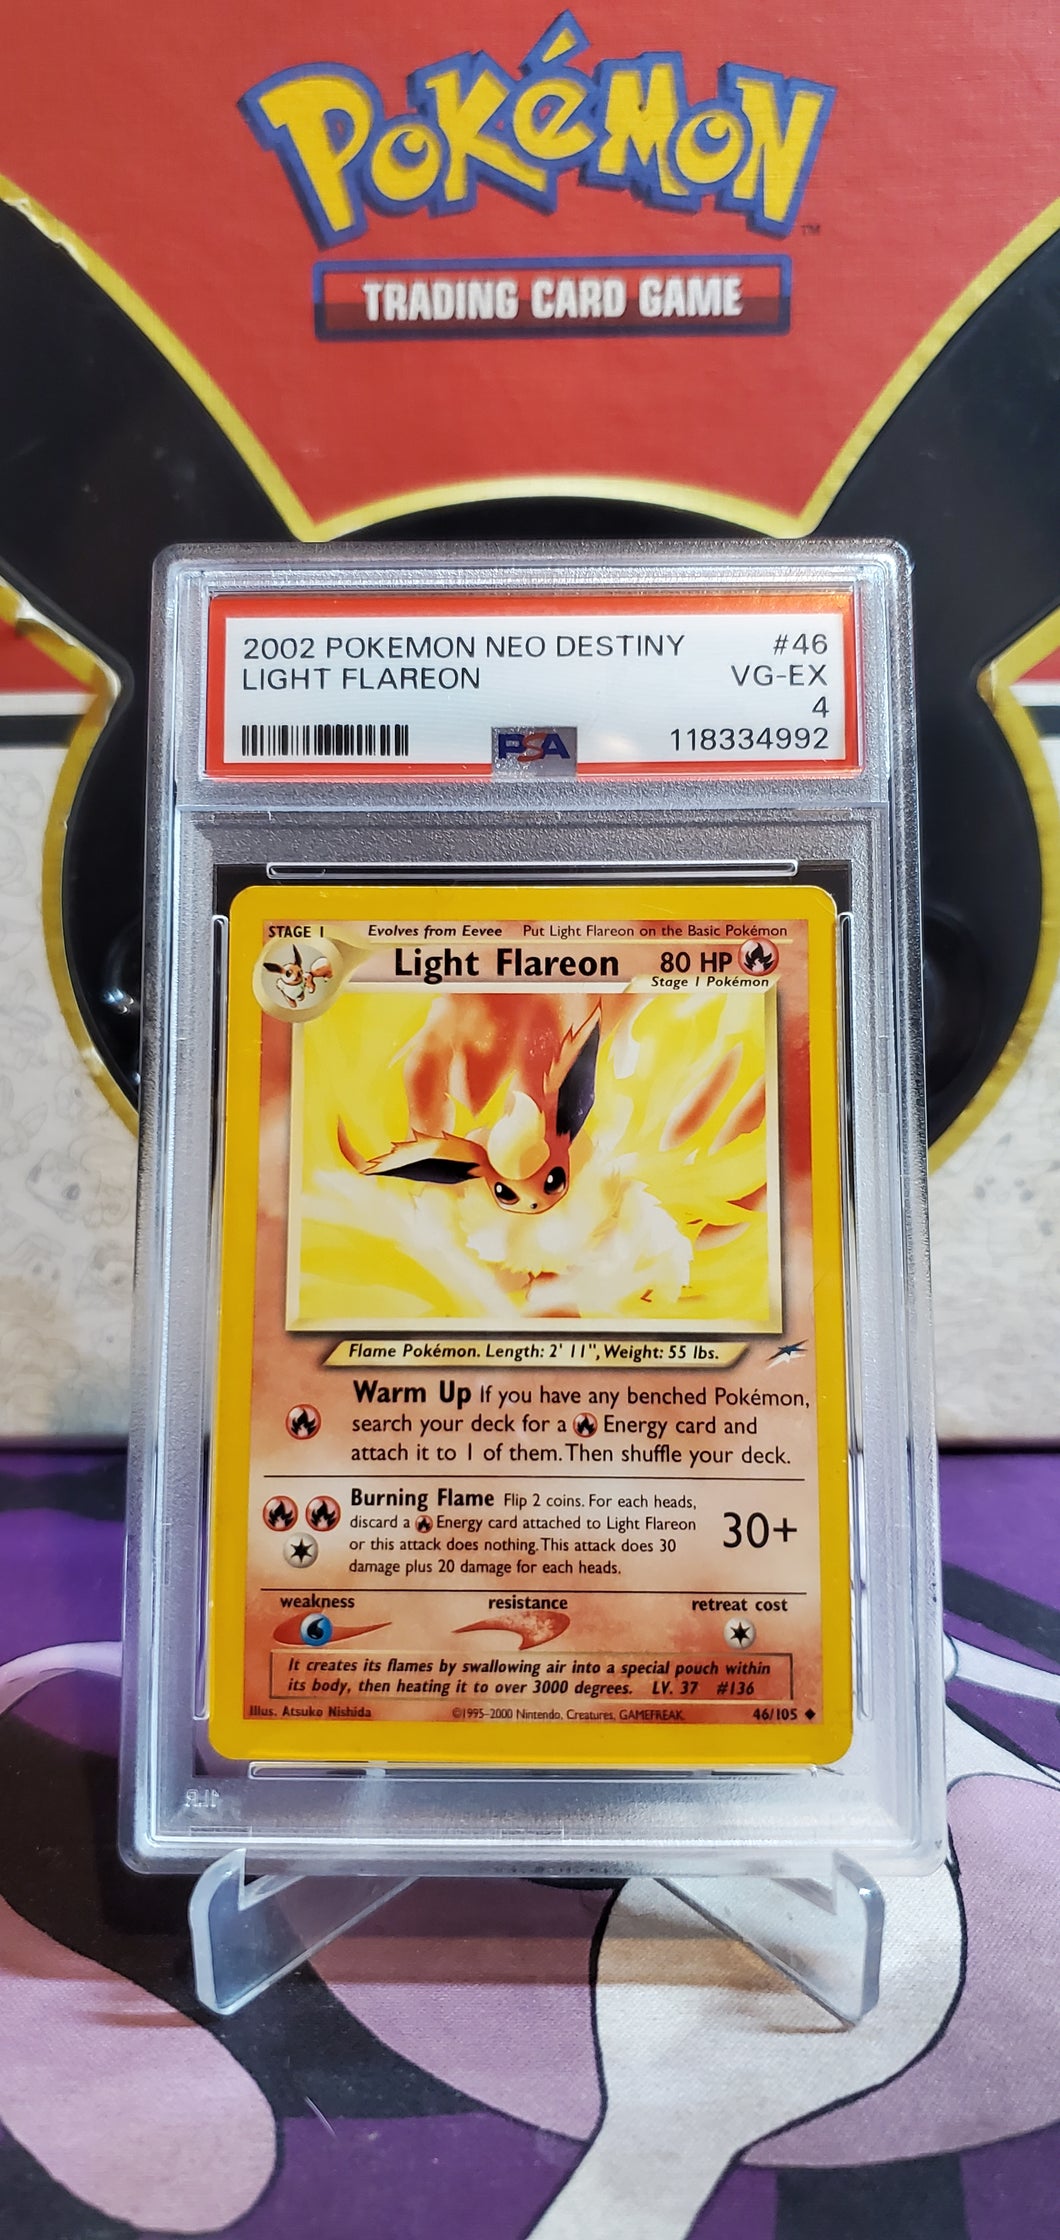 POKéMON
TM
TRADING CARD GAME
2002 POKEMON NEO DESTINY #46
LIGHT FLAREON VG-EX
4
PSA 118334992
STAGE 1 Evolves from Eevee Put Light Flareon on the Basic Pokémon
Light Flareon 80 HP
Stage 1 Pokémon
Flame Pokémon. Length: 2' 11", Weight: 55 lbs.
Warm Up If you have any benched Pokémon,
search your deck for a Energy card and
attach it to 1 of them. Then shuffle your deck.
Burning Flame Flip 2 coins. For each heads,
discard a Energy card attached to Light Flareon
or this attack does nothing. This attack does 30
damage plus 20 damage for each heads.
30+
weakness resistance retreat cost
It creates its flames by swallowing air into a special pouch within
its body, then heating it to over 3000 degrees. LV. 37 #136
Illus. Atsuko Nishida ©1995-2000 Nintendo, Creatures, GAMEFREAK. 46/105 ◆